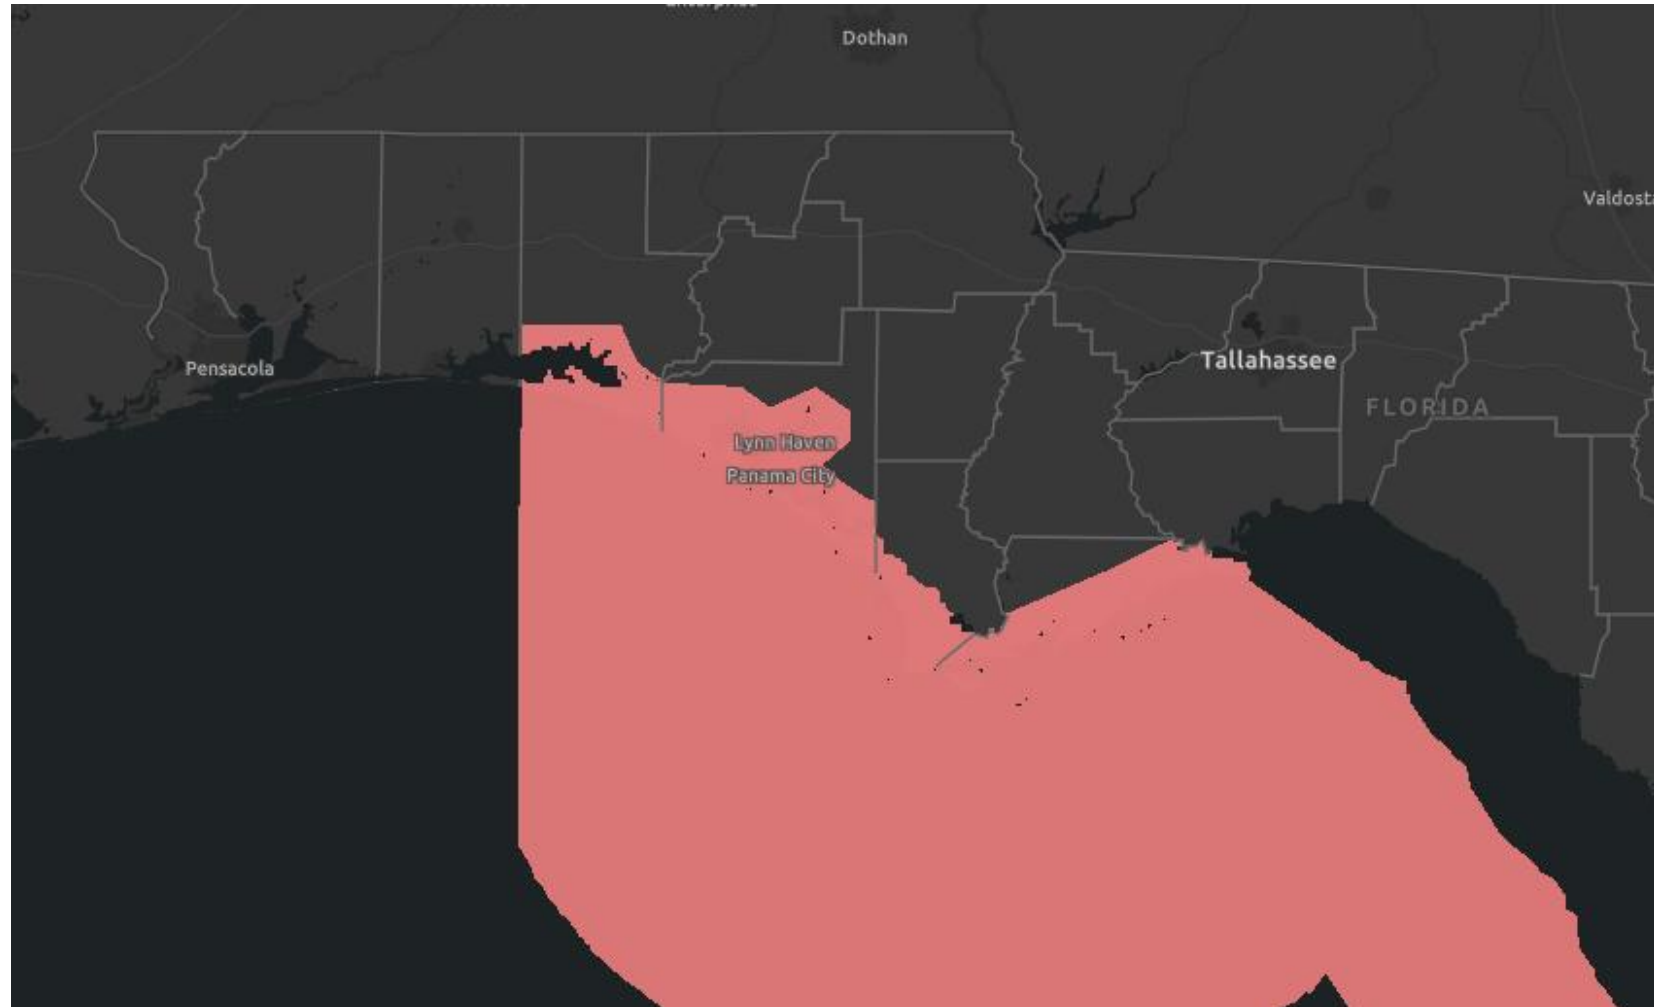 Dothan
Valdosta
Pensacola
Tallahassee
FLORIDA
Lynn Haven
Panama City